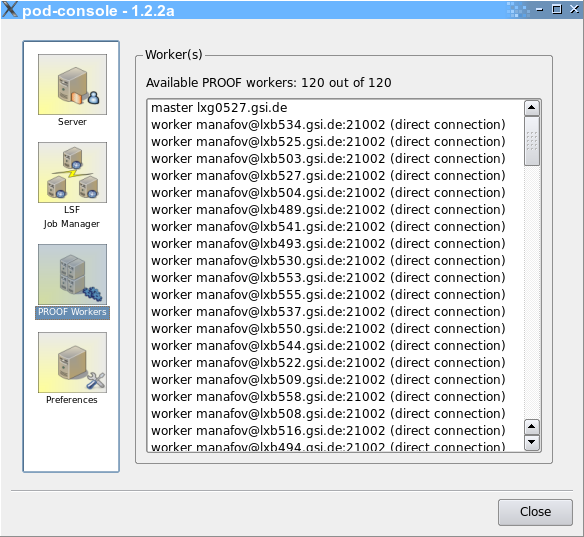 pod-console - 1.2.2a
Server
LSF
Job Manager
PROOF Workers
Preferences
Worker(s)
Available PROOF workers: 120 out of 120
master lxg0527.gsi.de
worker manafov@lxb534.gsi.de:21002 (direct connection)
worker manafov@lxb525.gsi.de:21002 (direct connection)
worker manafov@lxb503.gsi.de:21002 (direct connection)
worker manafov@lxb527.gsi.de:21002 (direct connection)
worker manafov@lxb504.gsi.de:21002 (direct connection)
worker manafov@lxb489.gsi.de:21002 (direct connection)
worker manafov@lxb541.gsi.de:21002 (direct connection)
worker manafov@lxb493.gsi.de:21002 (direct connection)
worker manafov@lxb530.gsi.de:21002 (direct connection)
worker manafov@lxb553.gsi.de:21002 (direct connection)
worker manafov@lxb555.gsi.de:21002 (direct connection)
worker manafov@lxb537.gsi.de:21002 (direct connection)
worker manafov@lxb550.gsi.de:21002 (direct connection)
worker manafov@lxb544.gsi.de:21002 (direct connection)
worker manafov@lxb522.gsi.de:21002 (direct connection)
worker manafov@lxb509.gsi.de:21002 (direct connection)
worker manafov@lxb558.gsi.de:21002 (direct connection)
worker manafov@lxb508.gsi.de:21002 (direct connection)
worker manafov@lxb516.gsi.de:21002 (direct connection)
worker manafov@lxb494.gsi.de:21002 (direct connection)
Close